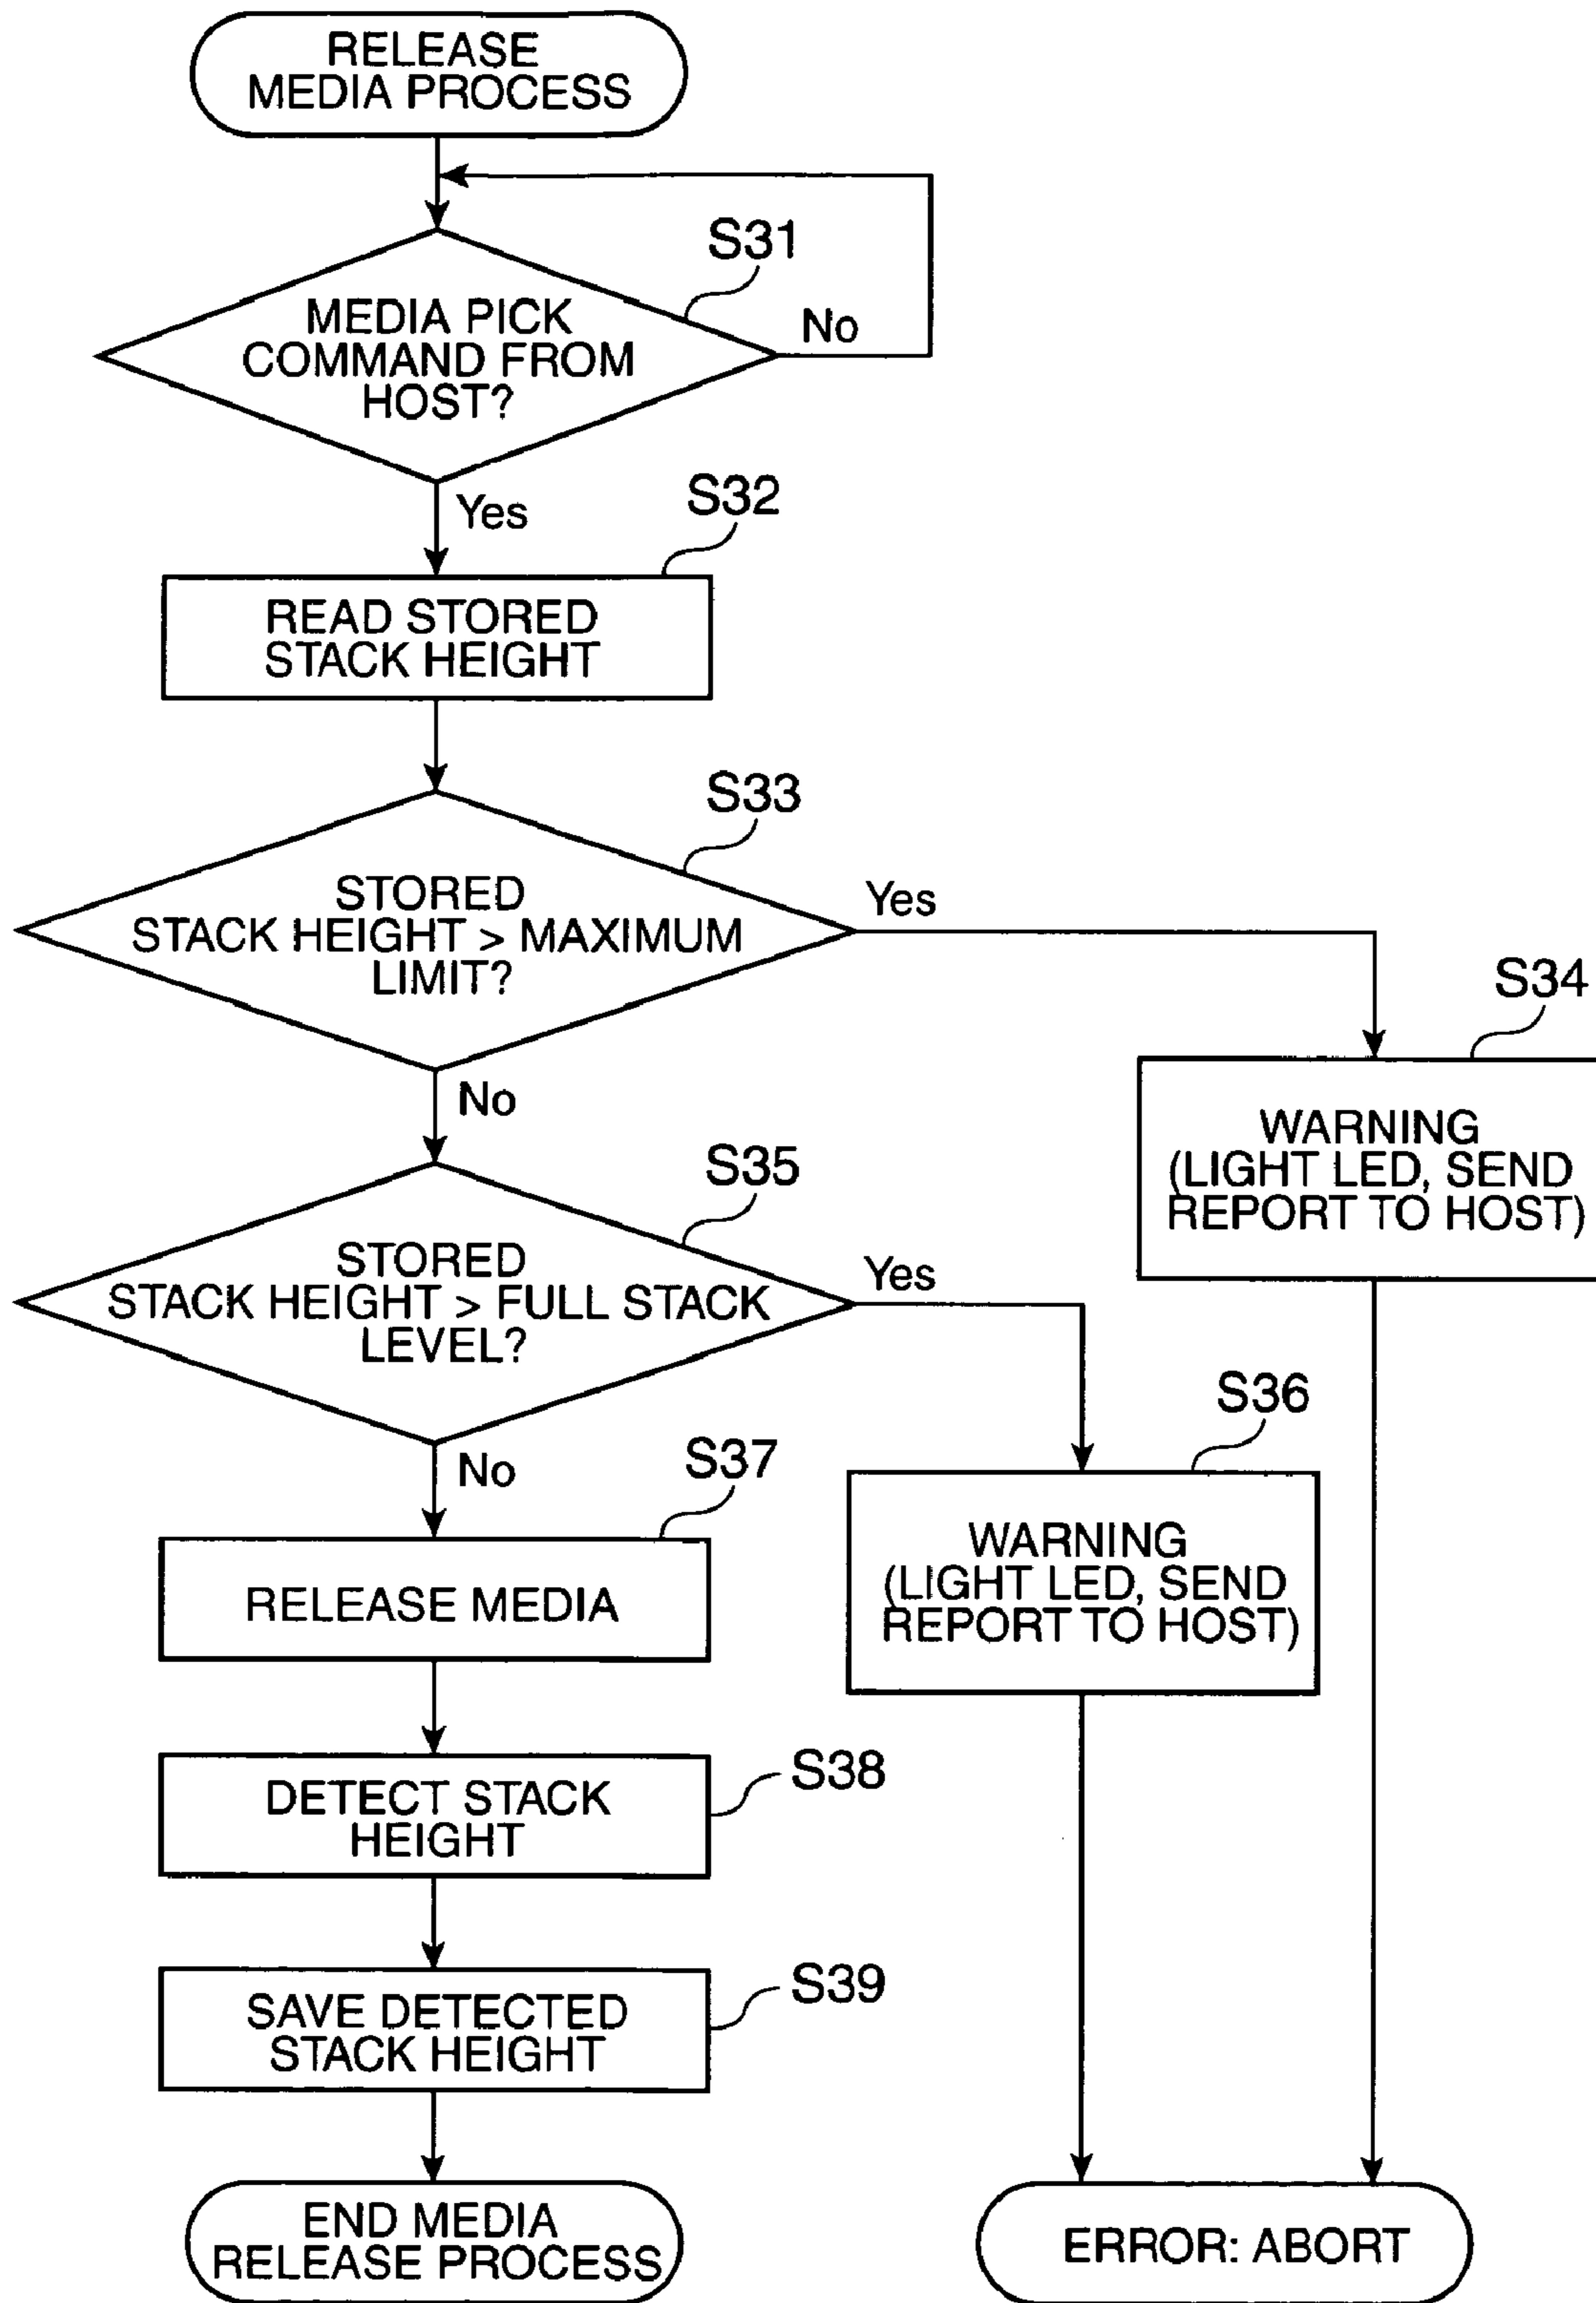 RELEASE
MEDIA PROCESS
S31
MEDIA PICK
COMMAND FROM
HOST?
No
Yes
S32
READ STORED
STACK HEIGHT
S33
STORED
STACK HEIGHT > MAXIMUM
LIMIT?
Yes
No
S34
WARNING
(LIGHT LED, SEND
REPORT TO HOST)
S35
STORED
STACK HEIGHT > FULL STACK
LEVEL?
Yes
No
S36
WARNING
(LIGHT LED, SEND
REPORT TO HOST)
S37
RELEASE MEDIA
S38
DETECT STACK
HEIGHT
S39
SAVE DETECTED
STACK HEIGHT
END MEDIA
RELEASE PROCESS
ERROR: ABORT